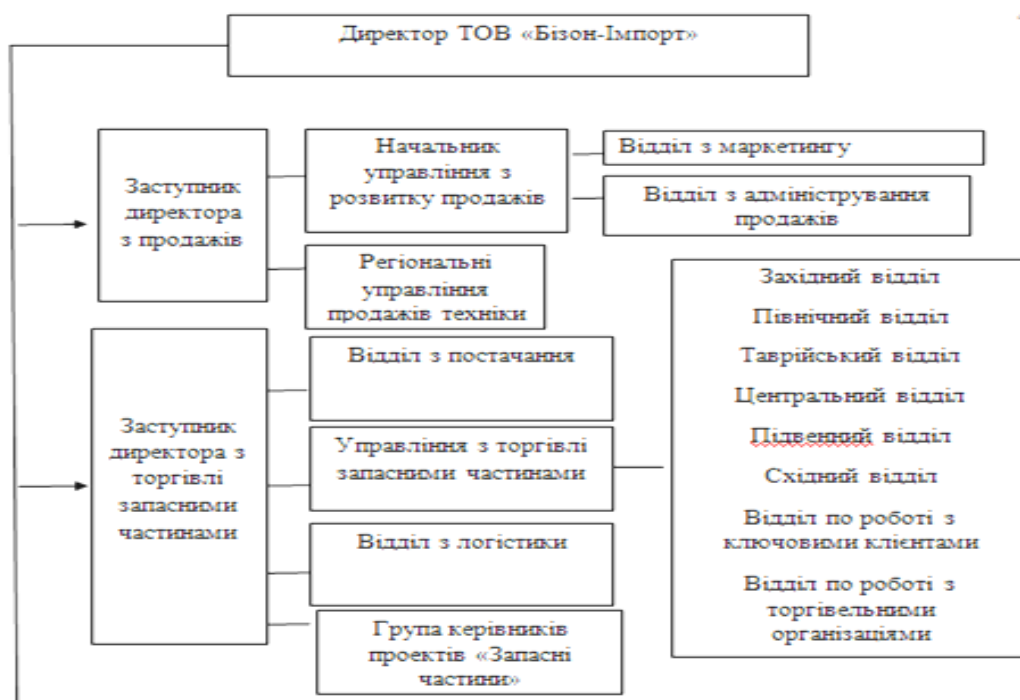 Директор ТОВ «Бізон-Імпорт»
Заступник
директора
з продажів
Начальник
управління з
розвитку продажів
Відділ з маркетингу
Відділ з адміністрування
продажів
Регіональні
управління
продажів техніки
Заступник
директора з
торгівлі
запасними
частинами
Відділ з постачання
Управління з торгівлі
запасними частинами
Відділ з логістики
Група керівників
проектів «Запасні
частини»
Західний відділ
Північний відділ
Таврійський відділ
Центральний відділ
Підвенний відділ
Східний відділ
Відділ по роботі з
ключовими клієнтами
Відділ по роботі з
торгівельними
організаціями